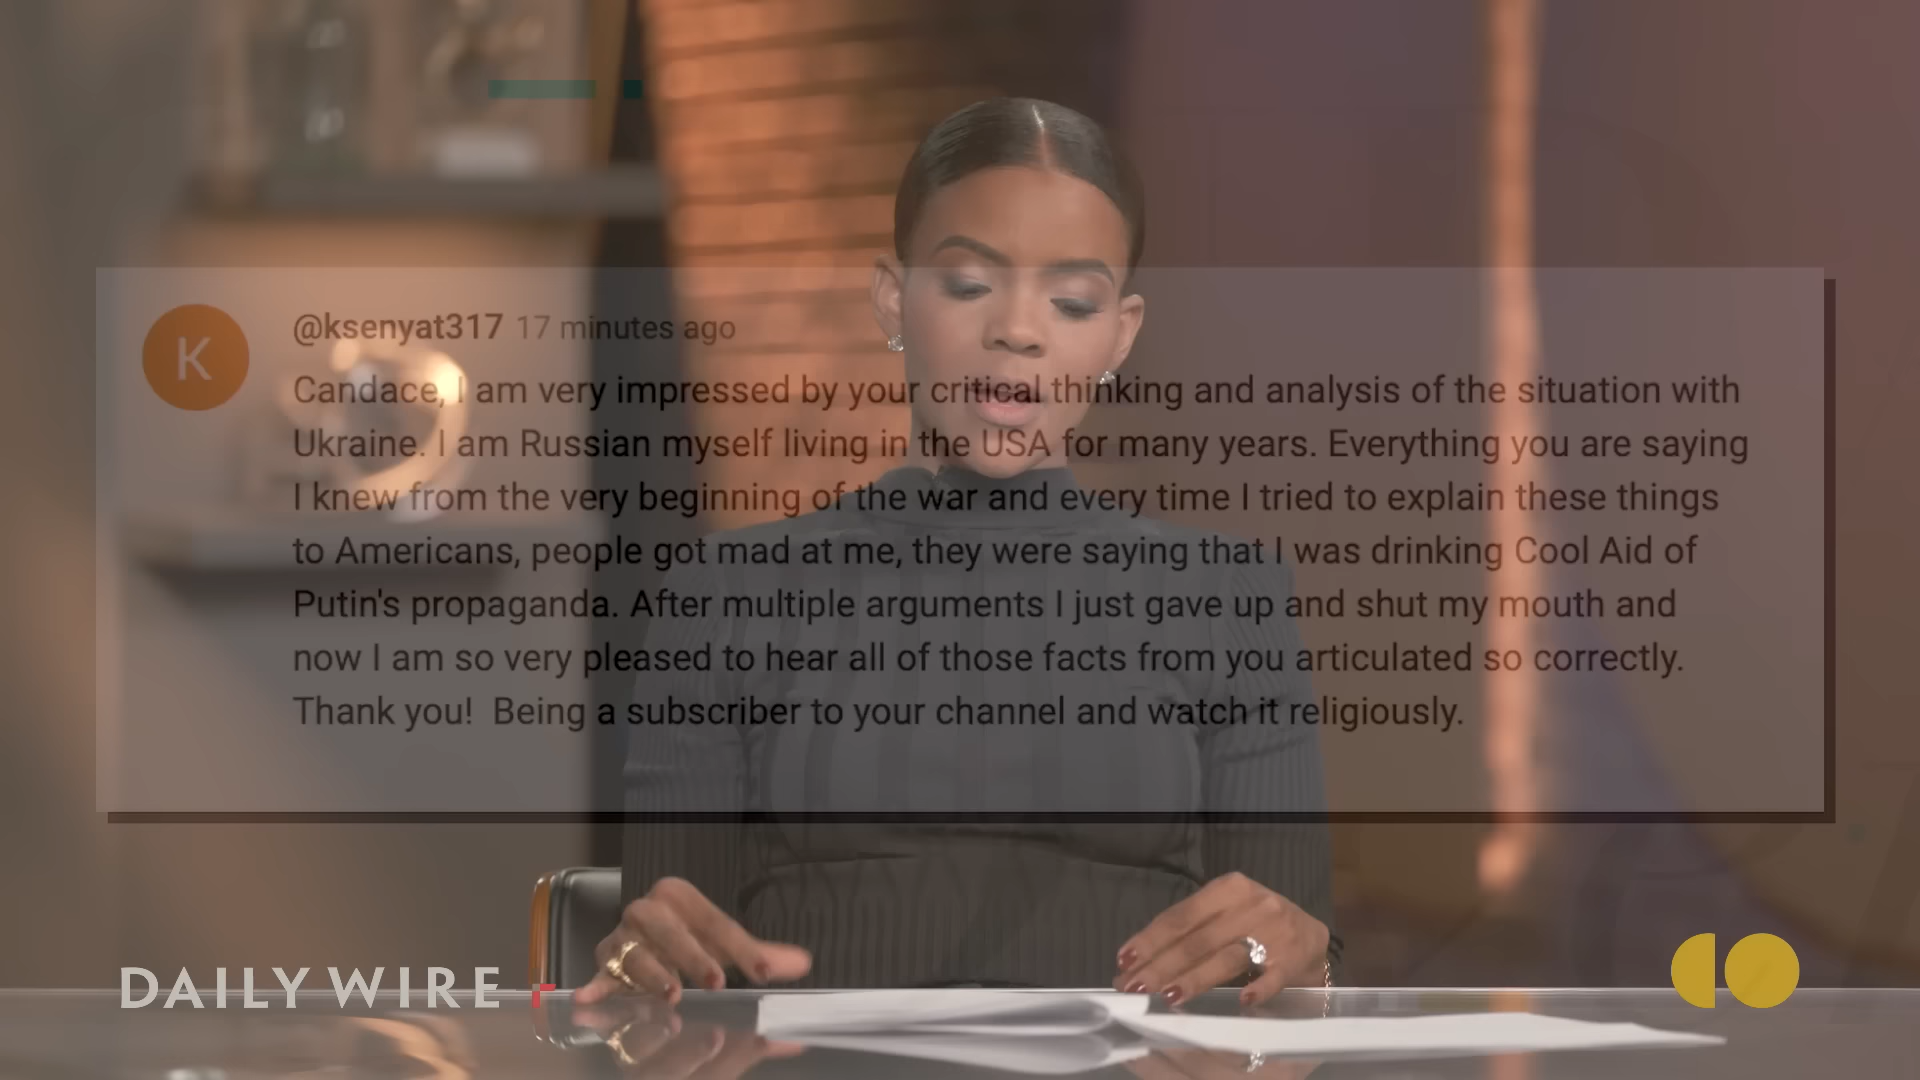 K
@ksenyat317 17 minutes ago
Candace, I am very impressed by your critical thinking and analysis of the situation with
Ukraine. I am Russian myself living in the USA for many years. Everything you are saying
I knew from the very beginning of the war and every time I tried to explain these things
to Americans, people got mad at me, they were saying that I was drinking Cool Aid of
Putin's propaganda. After multiple arguments I just gave up and shut my mouth and
now I am so very pleased to hear all of those facts from you articulated so correctly.
Thank you!  Being a subscriber to your channel and watch it religiously.
DAILY WIRE